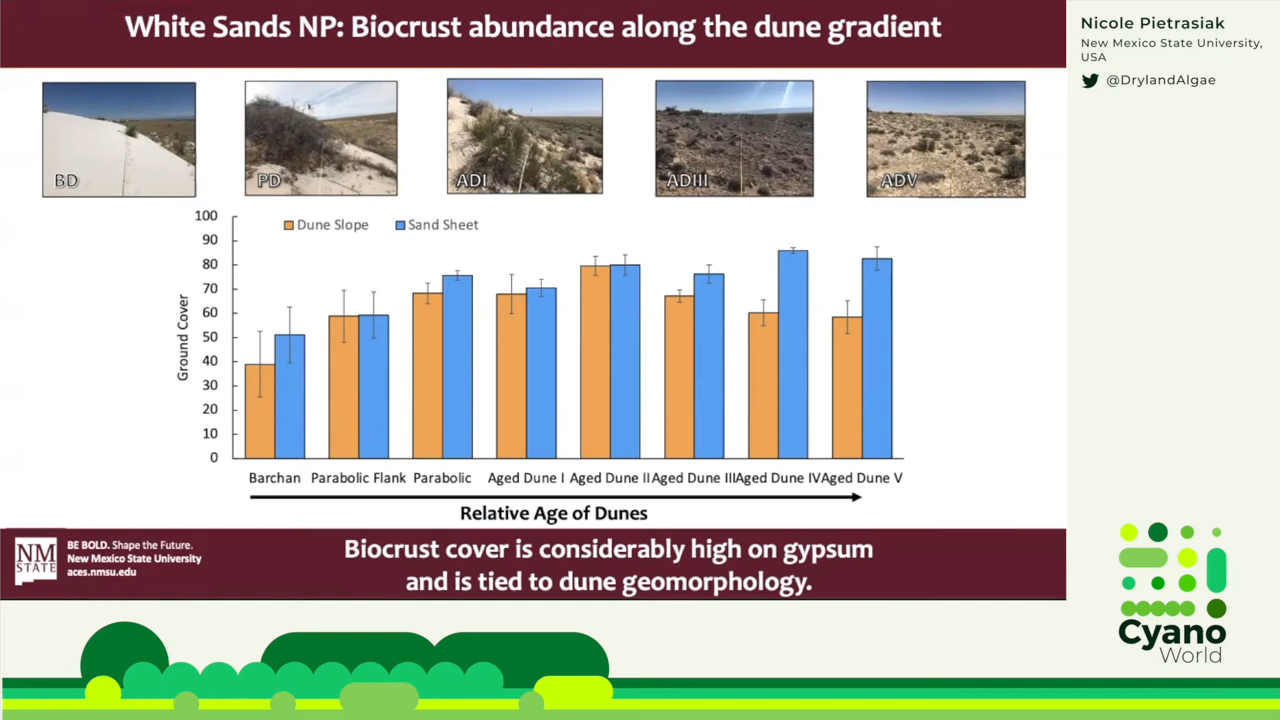 White Sands NP: Biocrust abundance along the dune gradient
Nicole Pietrasiak
New Mexico State University,
USA
@DrylandAlgae
BD
PD
ADI
ADIII
ADV
Dune Slope
Sand Sheet
Ground Cover
100
90
80
70
60
50
40
30
20
10
0
Barchan
Parabolic Flank
Parabolic
Aged Dune I
Aged Dune II
Aged Dune III
Aged Dune IV
Aged Dune V
Relative Age of Dunes
NM
STATE
BE BOLD. Shape the Future.
New Mexico State University
aces.nmsu.edu
Biocrust cover is considerably high on gypsum
and is tied to dune geomorphology.
Cyano
World